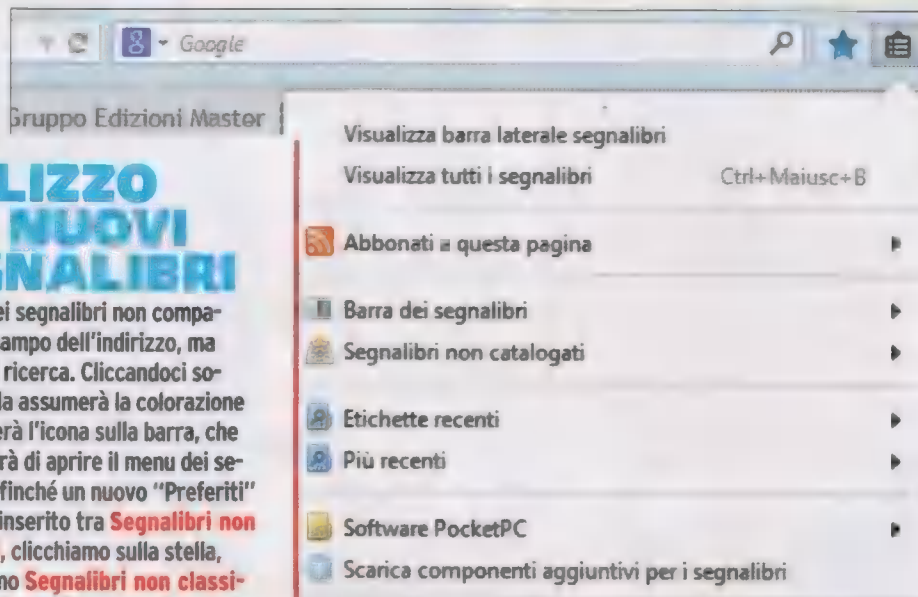 Google
Gruppo Edizioni Master
LIZZO
NUOVI
GNALIBRI
ei segnalibri non compa-
ampo dell'indirizzo, ma
ricerca. Cliccandoci so-
la assumerà la colorazione
erà l'icona sulla barra, che
rà di aprire il menu dei se-
finché un nuovo "Preferiti"
inserito tra Segnalibri non
, clicchiamo sulla stella,
no Segnalibri non classi-
Visualizza barra laterale segnalibri
Visualizza tutti i segnalibri Ctrl+Maiusc+B
Abbonati a questa pagina
Barra dei segnalibri
Segnalibri non catalogati
Etichette recenti
Più recenti
Software PocketPC
Scarica componenti aggiuntivi per i segnalibri